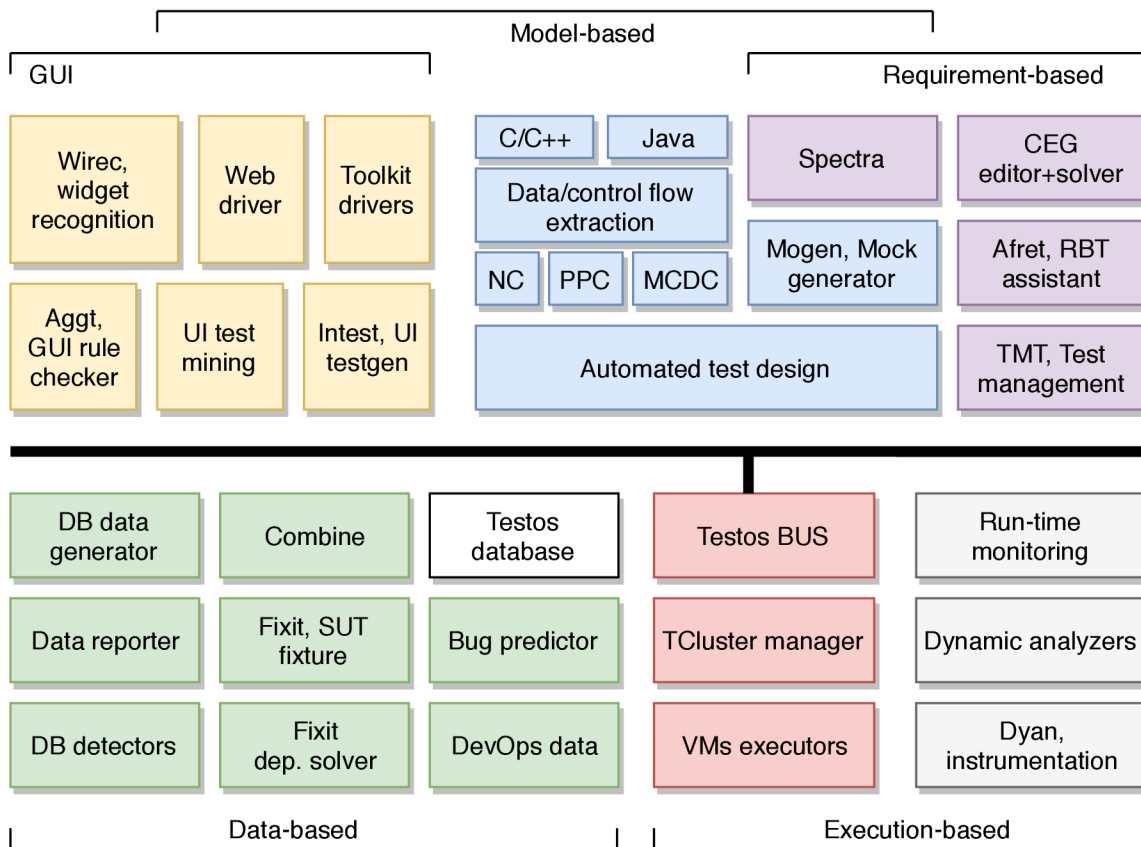 Model-based
GUI
Requirement-based
Wirec,
widget
recognition
Web
driver
Toolkit
drivers
C/C++
Java
Data/control flow
extraction
NC
PPC
MCDC
Spectra
CEG
editor+solver
Mogen, Mock
generator
Afret, RBT
assistant
Aggt,
GUI rule
checker
UI test
mining
Intest, UI
testgen
Automated test design
TMT, Test
management
DB data
generator
Combine
Testos
database
Testos BUS
Run-time
monitoring
Data reporter
Fixit, SUT
fixture
Bug predictor
TCluster manager
Dynamic analyzers
DB detectors
Fixit
dep. solver
DevOps data
VMs executors
Dyan,
instrumentation
Data-based
Execution-based